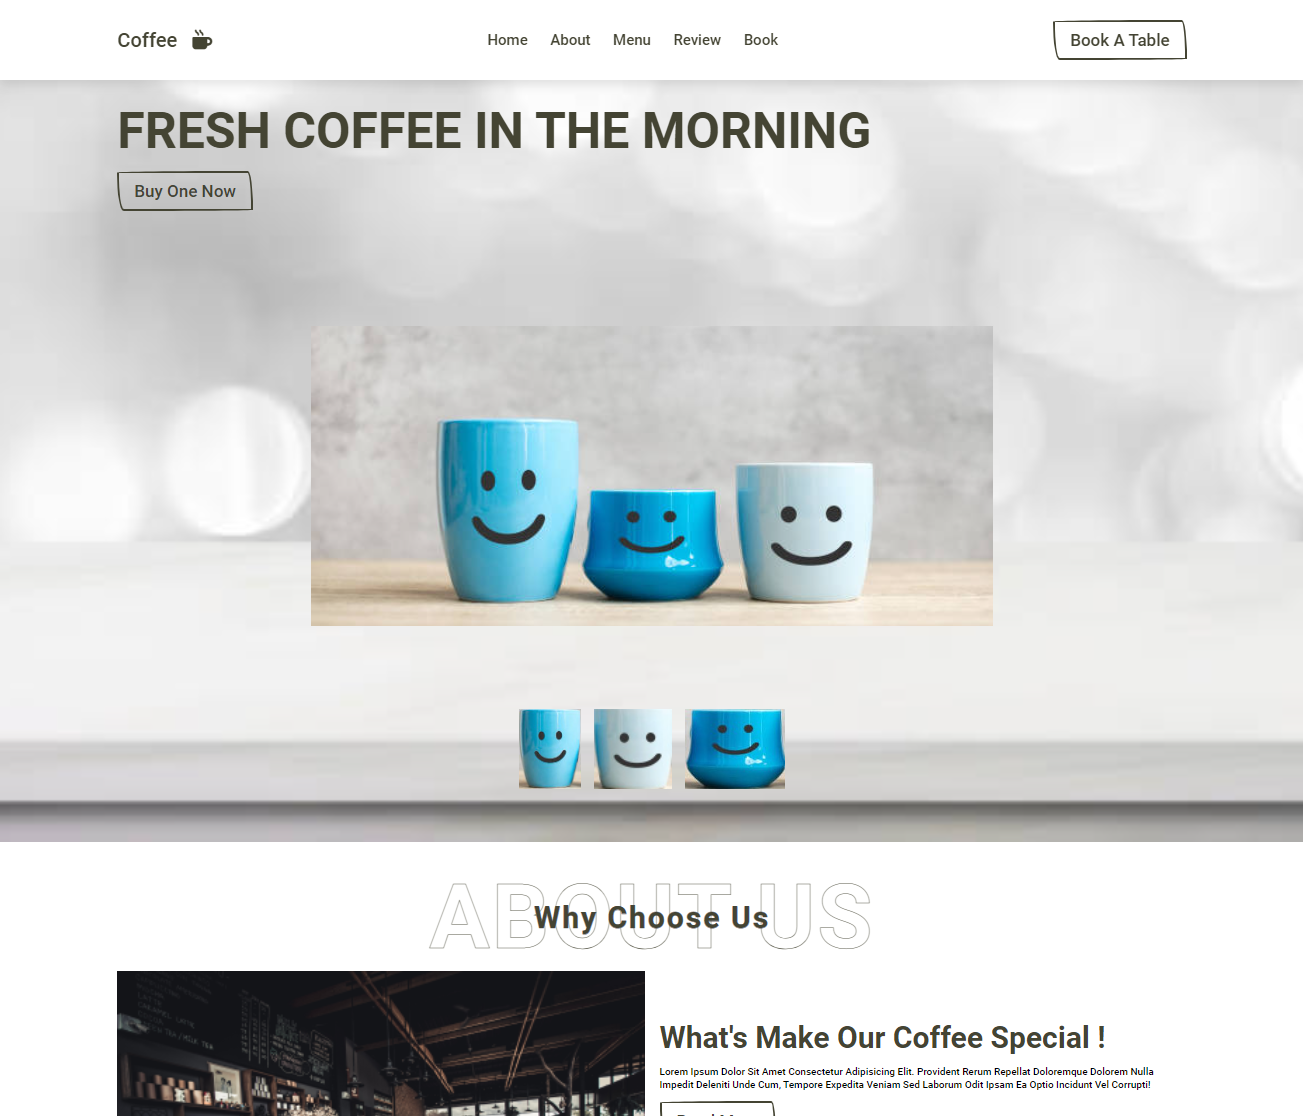 Coffee
Home About Menu Review Book
Book A Table
FRESH COFFEE IN THE MORNING
Buy One Now
ABOUT US
Why Choose Us
What's Make Our Coffee Special !
Lorem Ipsum Dolor Sit Amet Consectetur Adipisicing Elit. Provident Rerum Repellat Doloremque Dolorem Nulla
Impedit Deleniti Unde Cum, Tempore Expedita Veniam Sed Laborum Odit Ipsam Ea Optio Incidunt Vel Corrupti!